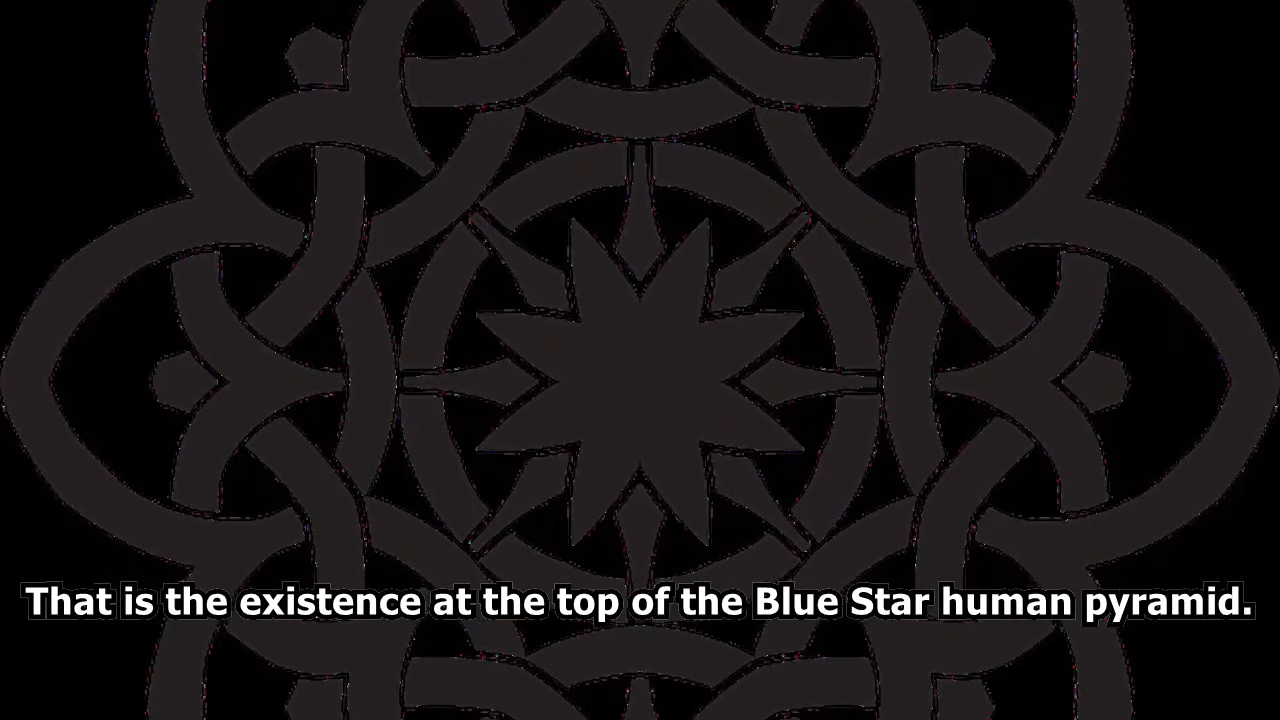 That is the existence at the top of the Blue Star human pyramid.